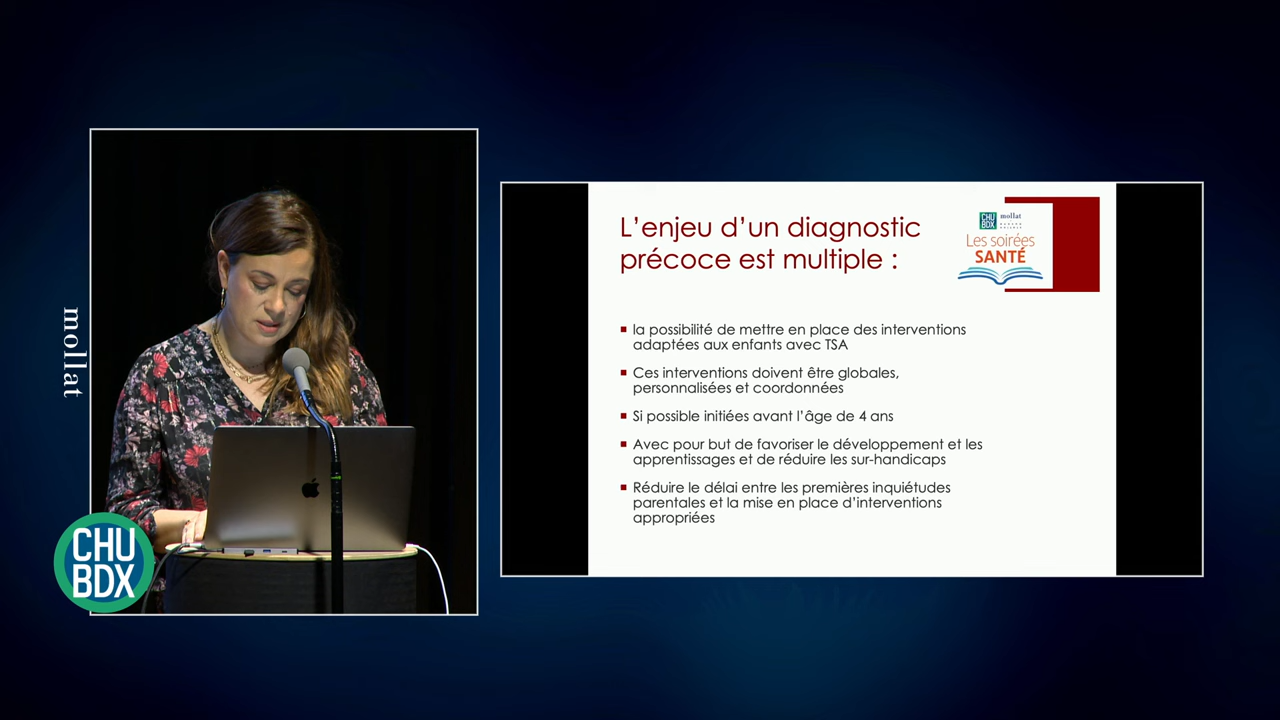 mollat
CHU
BDX
L'enjeu d'un diagnostic
précoce est multiple :
CHU
BDX
mollat
Les soirées
SANTÉ
la possibilité de mettre en place des interventions
adaptées aux enfants avec TSA
Ces interventions doivent être globales,
personnalisées et coordonnées
Si possible initiées avant l'âge de 4 ans
Avec pour but de favoriser le développement et les
apprentissages et de réduire les sur-handicaps
Réduire le délai entre les premières inquiétudes
parentales et la mise en place d'interventions
appropriées